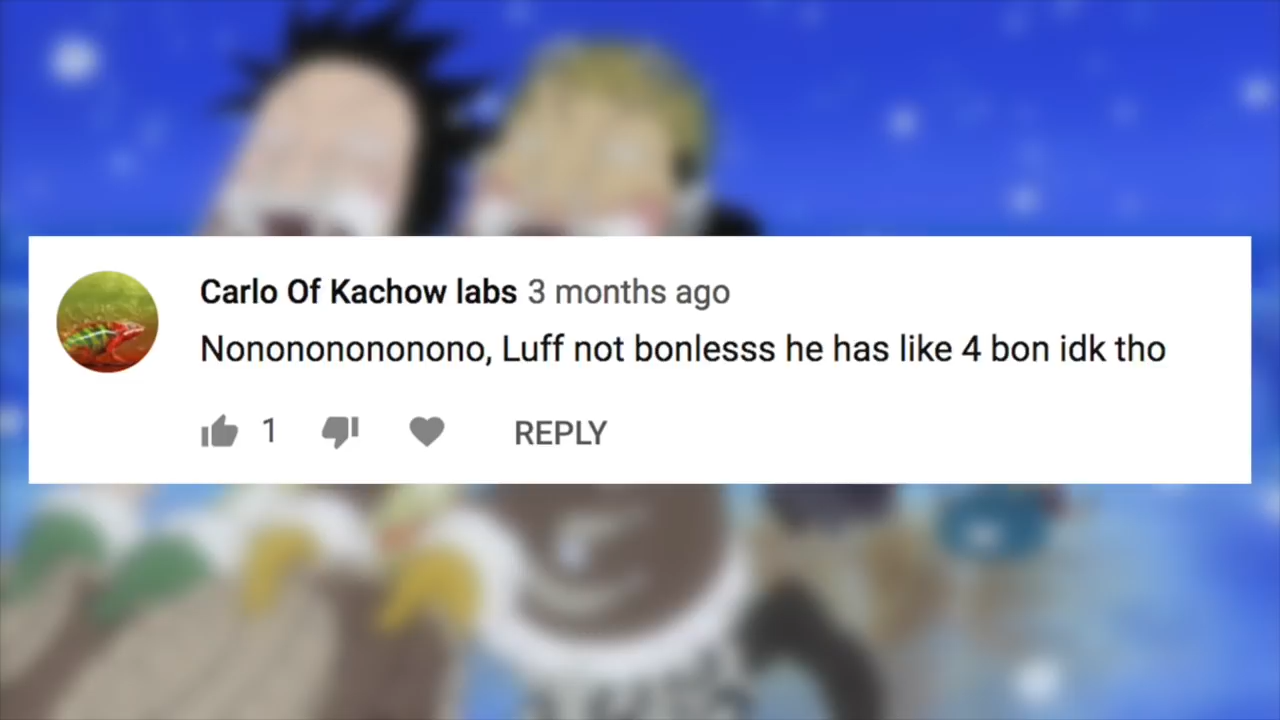 Carlo Of Kachow labs 3 months ago
Nonononononono, Luff not bonlesss he has like 4 bon idk tho
1 REPLY